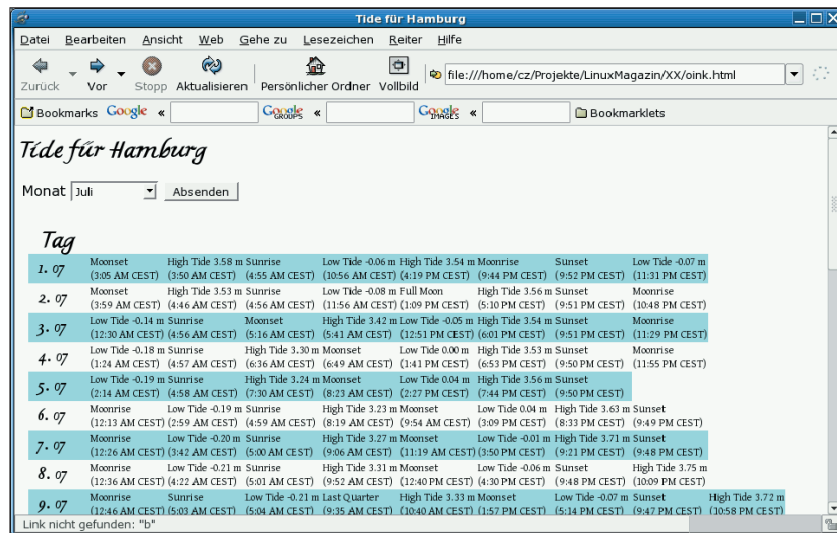 Tide für Hamburg
Datei Bearbeiten Ansicht Web Gehe zu Lesezeichen Reiter Hilfe
Zurück Vor Stopp Aktualisieren Persönlicher Ordner Vollbild file:///home/cz/Projekte/LinuxMagazin/XX/oink.html
Bookmarks Google « Google GROUPS « Google IMAGES « Bookmarklets
Tide für Hamburg
Monat Juli Absenden
Tag
Moonset High Tide 3.58 m Sunrise Low Tide -0.06 m High Tide 3.54 m Moonrise Sunset Low Tide -0.07 m
1. 07 (3:05 AM CEST) (3:50 AM CEST) (4:55 AM CEST) (10:56 AM CEST) (4:19 PM CEST) (9:44 PM CEST) (9:52 PM CEST) (11:31 PM CEST)
Moonset High Tide 3.53 m Sunrise Low Tide -0.08 m Full Moon High Tide 3.56 m Sunset Moonrise
2. 07 (3:59 AM CEST) (4:46 AM CEST) (4:56 AM CEST) (11:56 AM CEST) (1:09 PM CEST) (5:10 PM CEST) (9:51 PM CEST) (10:48 PM CEST)
Low Tide -0.14 m Sunrise Moonset High Tide 3.42 m Low Tide -0.05 m High Tide 3.54 m Sunset Moonrise
3. 07 (12:30 AM CEST) (4:56 AM CEST) (5:16 AM CEST) (5:41 AM CEST) (12:51 PM CEST) (6:01 PM CEST) (9:51 PM CEST) (11:29 PM CEST)
Low Tide -0.18 m Sunrise High Tide 3.30 m Moonset Low Tide 0.00 m High Tide 3.53 m Sunset Moonrise
4. 07 (1:24 AM CEST) (4:57 AM CEST) (6:36 AM CEST) (6:49 AM CEST) (1:41 PM CEST) (6:53 PM CEST) (9:50 PM CEST) (11:55 PM CEST)
Low Tide -0.19 m Sunrise High Tide 3.24 m Moonset Low Tide 0.04 m High Tide 3.56 m Sunset
5. 07 (2:14 AM CEST) (4:58 AM CEST) (7:30 AM CEST) (8:23 AM CEST) (2:27 PM CEST) (7:44 PM CEST) (9:50 PM CEST)
Moonrise Low Tide -0.19 m Sunrise High Tide 3.23 m Moonset Low Tide 0.04 m High Tide 3.63 m Sunset
6. 07 (12:13 AM CEST) (2:59 AM CEST) (4:59 AM CEST) (8:19 AM CEST) (9:54 AM CEST) (3:09 PM CEST) (8:33 PM CEST) (9:49 PM CEST)
Moonrise Low Tide -0.20 m Sunrise High Tide 3.27 m Moonset Low Tide -0.01 m High Tide 3.71 m Sunset
7. 07 (12:26 AM CEST) (3:42 AM CEST) (5:00 AM CEST) (9:06 AM CEST) (11:19 AM CEST) (3:50 PM CEST) (9:21 PM CEST) (9:48 PM CEST)
Moonrise Low Tide -0.21 m Sunrise High Tide 3.31 m Moonset Low Tide -0.06 m Sunset High Tide 3.75 m
8. 07 (12:36 AM CEST) (4:22 AM CEST) (5:01 AM CEST) (9:52 AM CEST) (12:40 PM CEST) (4:30 PM CEST) (9:48 PM CEST) (10:09 PM CEST)
Moonrise Sunrise Low Tide -0.21 m Last Quarter High Tide 3.33 m Moonset Low Tide -0.07 m Sunset High Tide 3.72 m
9. 07 (12:46 AM CEST) (5:03 AM CEST) (5:04 AM CEST) (9:35 AM CEST) (10:40 AM CEST) (1:57 PM CEST) (5:14 PM CEST) (9:47 PM CEST) (10:58 PM CEST)
Link nicht gefunden: "b"